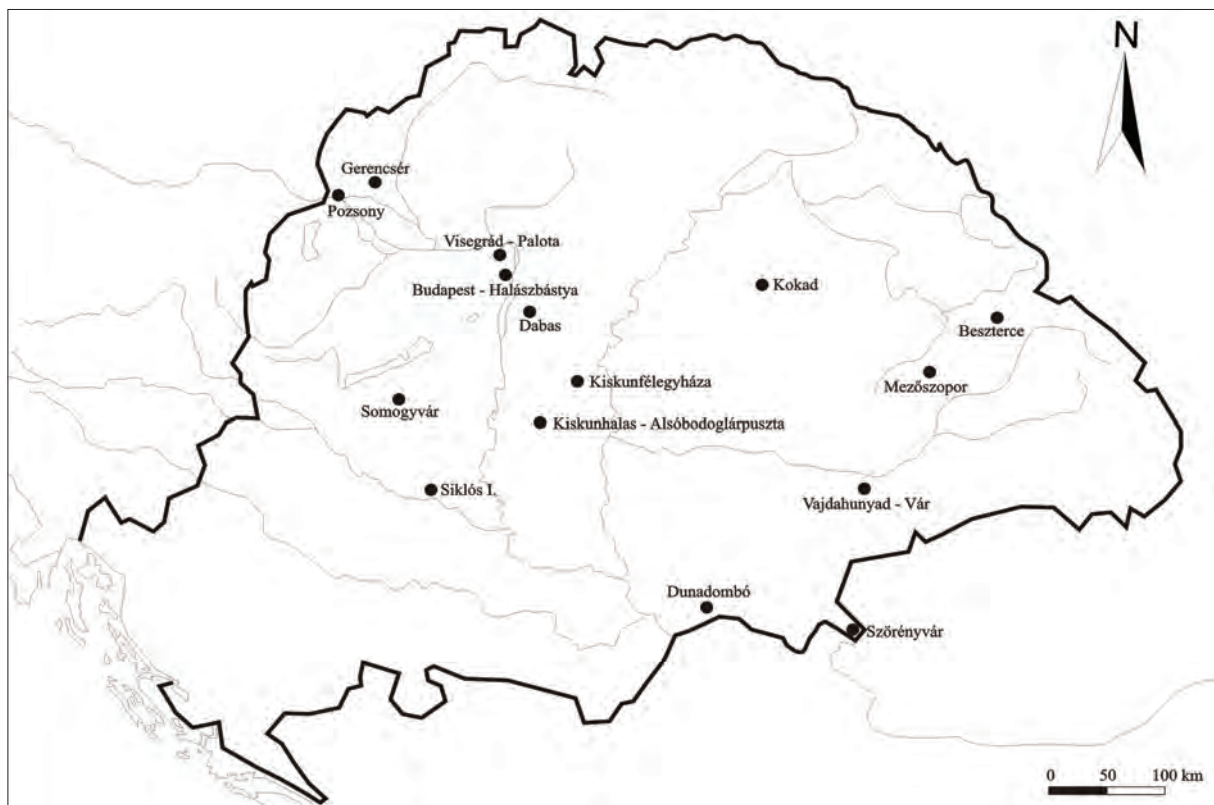 N
Gerencsér
Pozsony
Visegrád - Palota
Budapest - Halászbástya
Dabas
Kokad
Beszterce
Kiskunfélegyháza
Mezőszopor
Somogyvár
Kiskunhalas - Alsóbodoglárpuszta
Siklós I.
Vajdahunyad - Vár
Dunadombó
Szörényvár
0 50 100 km